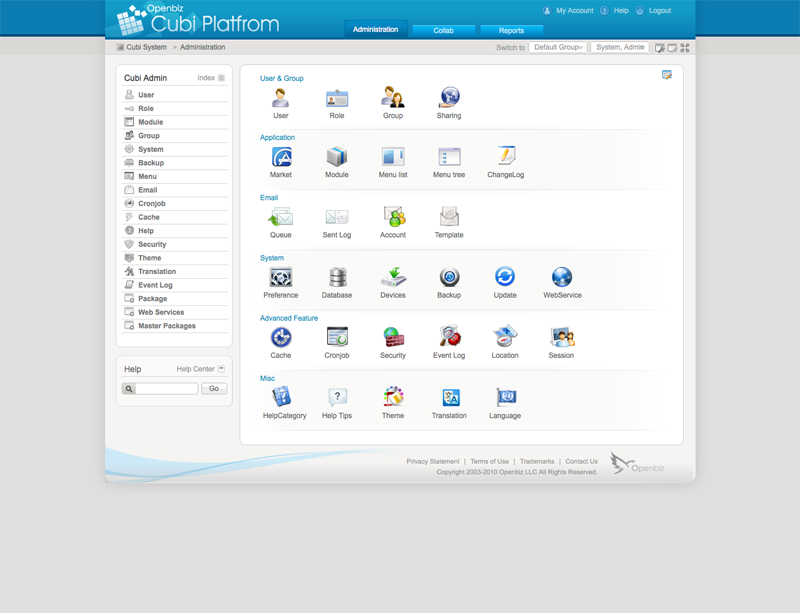 Openbiz
Cubi Platfrom
My Account Help Logout
Administration Collab Reports
Cubi System Administration
Switch to Default Group System, Admin
Cubi Admin Index
User
Role
Module
Group
System
Backup
Menu
Email
Cronjob
Cache
Help
Security
Theme
Translation
Event Log
Package
Web Services
Master Packages
Help Help Center
Go
User & Group
User Role Group Sharing
Application
Market Module Menu list Menu tree ChangeLog
Email
Queue Sent Log Account Template
System
Preference Database Devices Backup Update WebService
Advanced Feature
Cache Cronjob Security Event Log Location Session
Misc
HelpCategory Help Tips Theme Translation Language
Privacy Statement | Terms of Use | Trademarks | Contact Us
Copyright 2003-2010 Openbiz LLC All Rights Reserved.
Openbiz